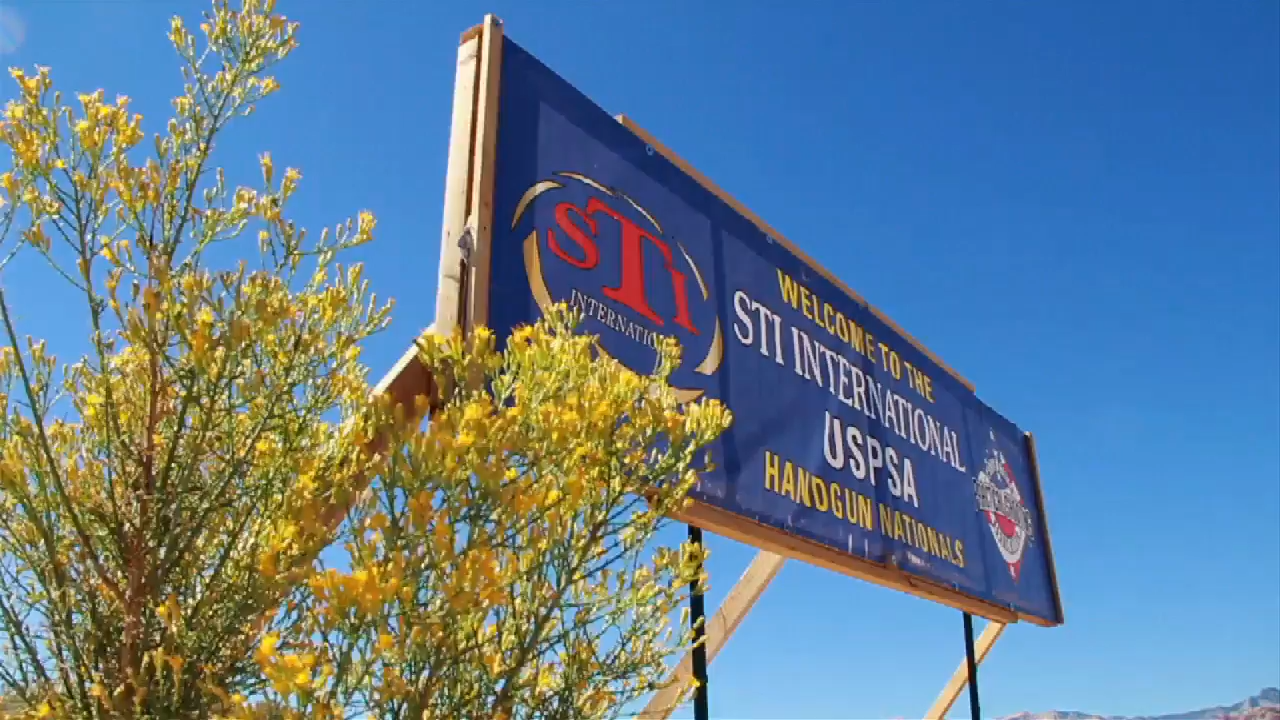 STI
INTERNATIONAL
WELCOME TO THE
STI INTERNATIONAL
USPSA
HANDGUN NATIONALS